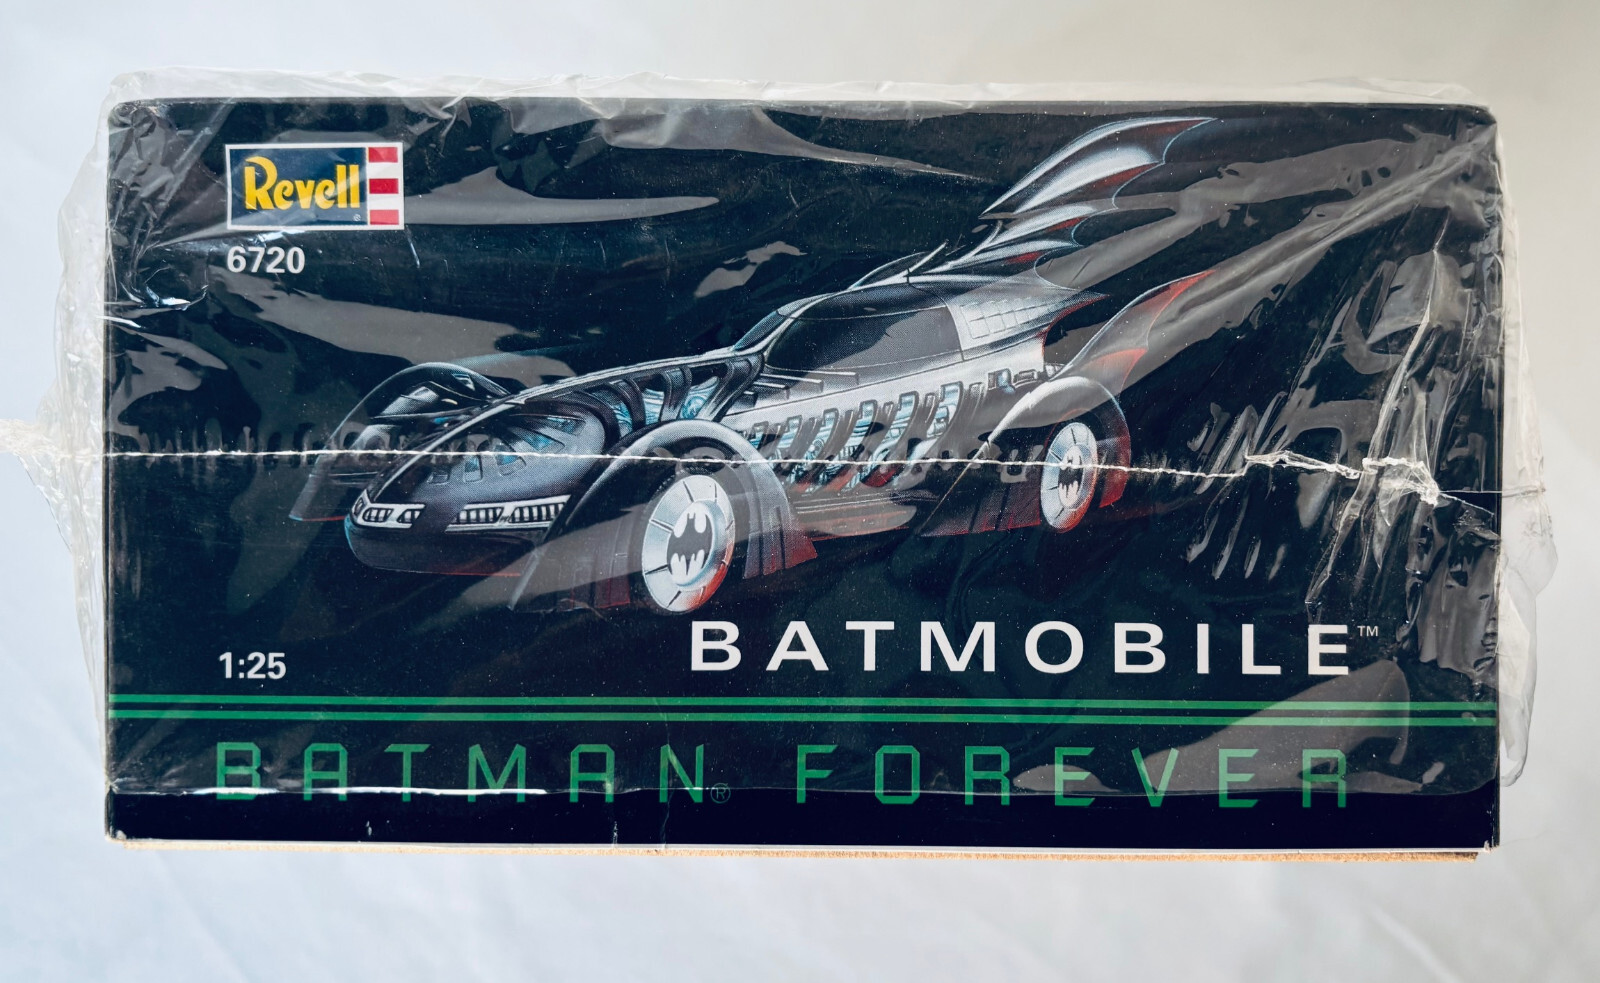 Revell
®
6720
BATMOBILE™
1:25
BATMAN® FOREVER